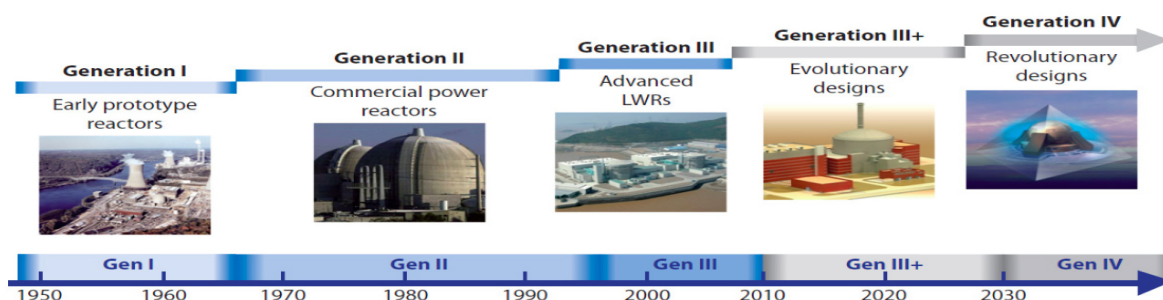 Generation I
Early prototype
reactors
Generation II
Commercial power
reactors
Generation III
Advanced
LWRs
Generation III+
Evolutionary
designs
Generation IV
Revolutionary
designs
Gen I
Gen II
Gen III
Gen III+
Gen IV
1950
1960
1970
1980
1990
2000
2010
2020
2030